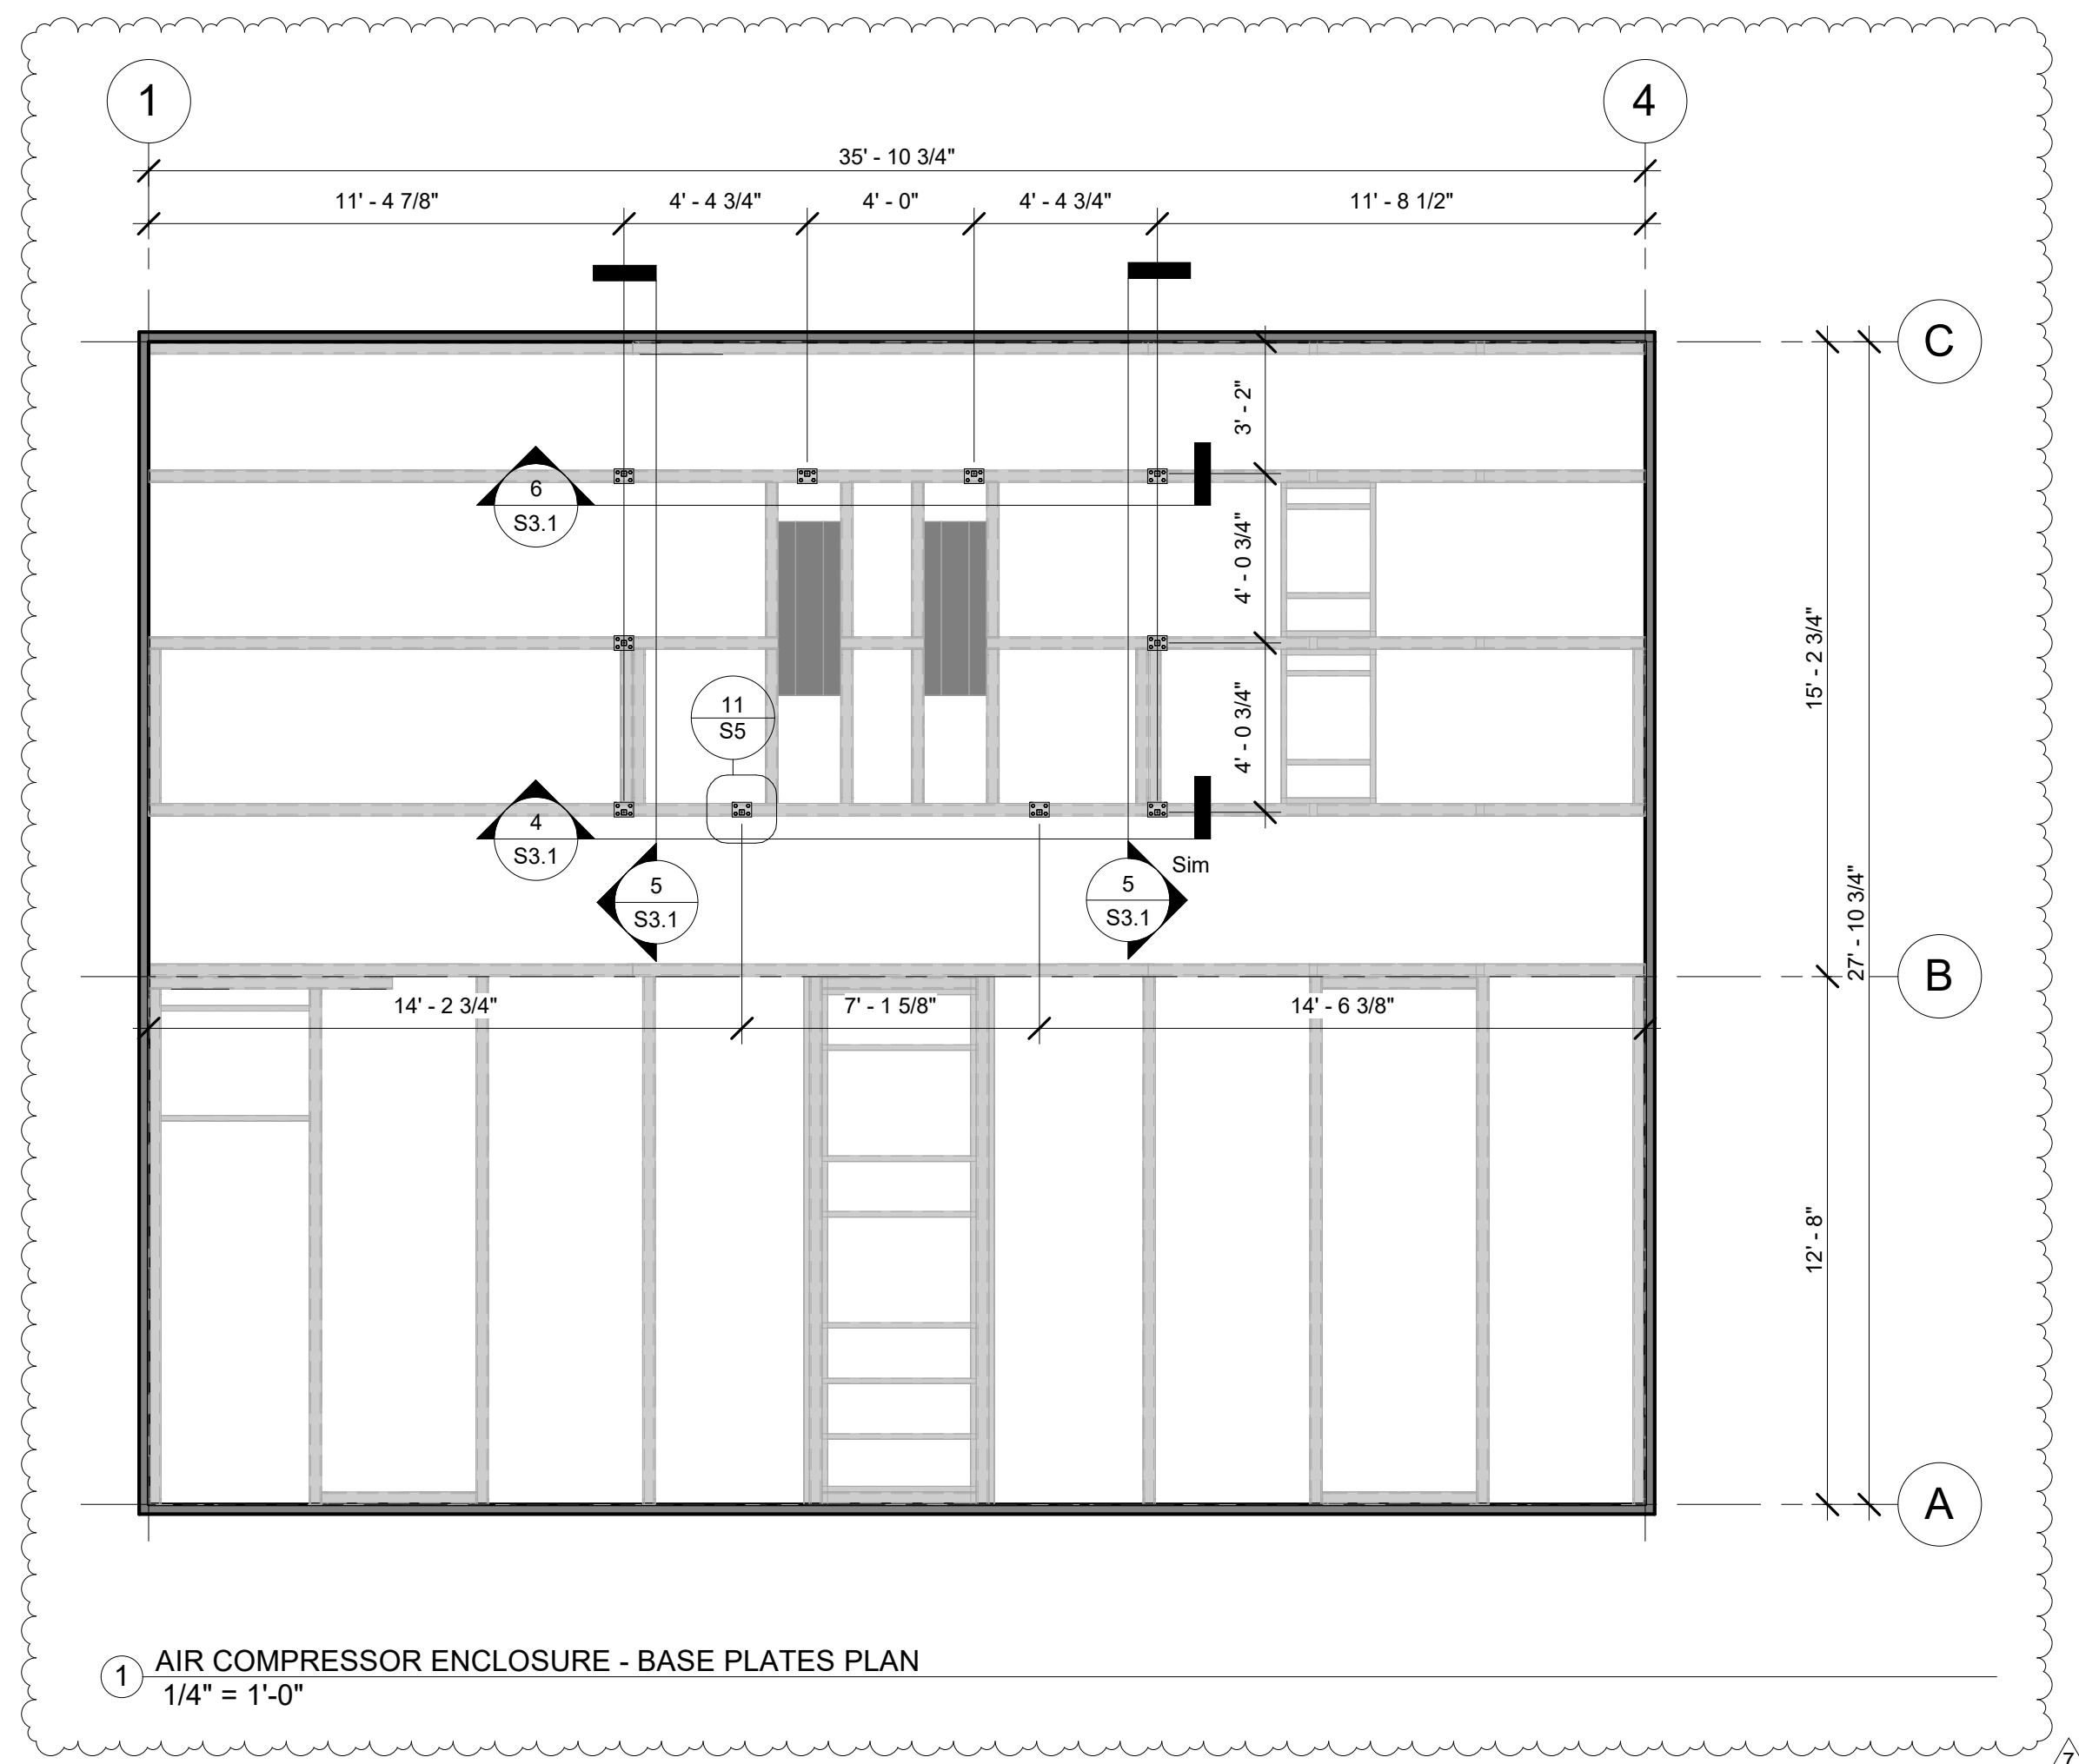 1
4
35' - 10 3/4"
11' - 4 7/8"
4' - 4 3/4"
4' - 0"
4' - 4 3/4"
11' - 8 1/2"
C
3' - 2"
6
S3.1
4' - 0 3/4"
15' - 2 3/4"
11
S5
4' - 0 3/4"
4
S3.1
Sim
5
S3.1
5
S3.1
27' - 10 3/4"
B
14' - 2 3/4"
7' - 1 5/8"
14' - 6 3/8"
12' - 8"
A
1
AIR COMPRESSOR ENCLOSURE - BASE PLATES PLAN
1/4" = 1'-0"
7